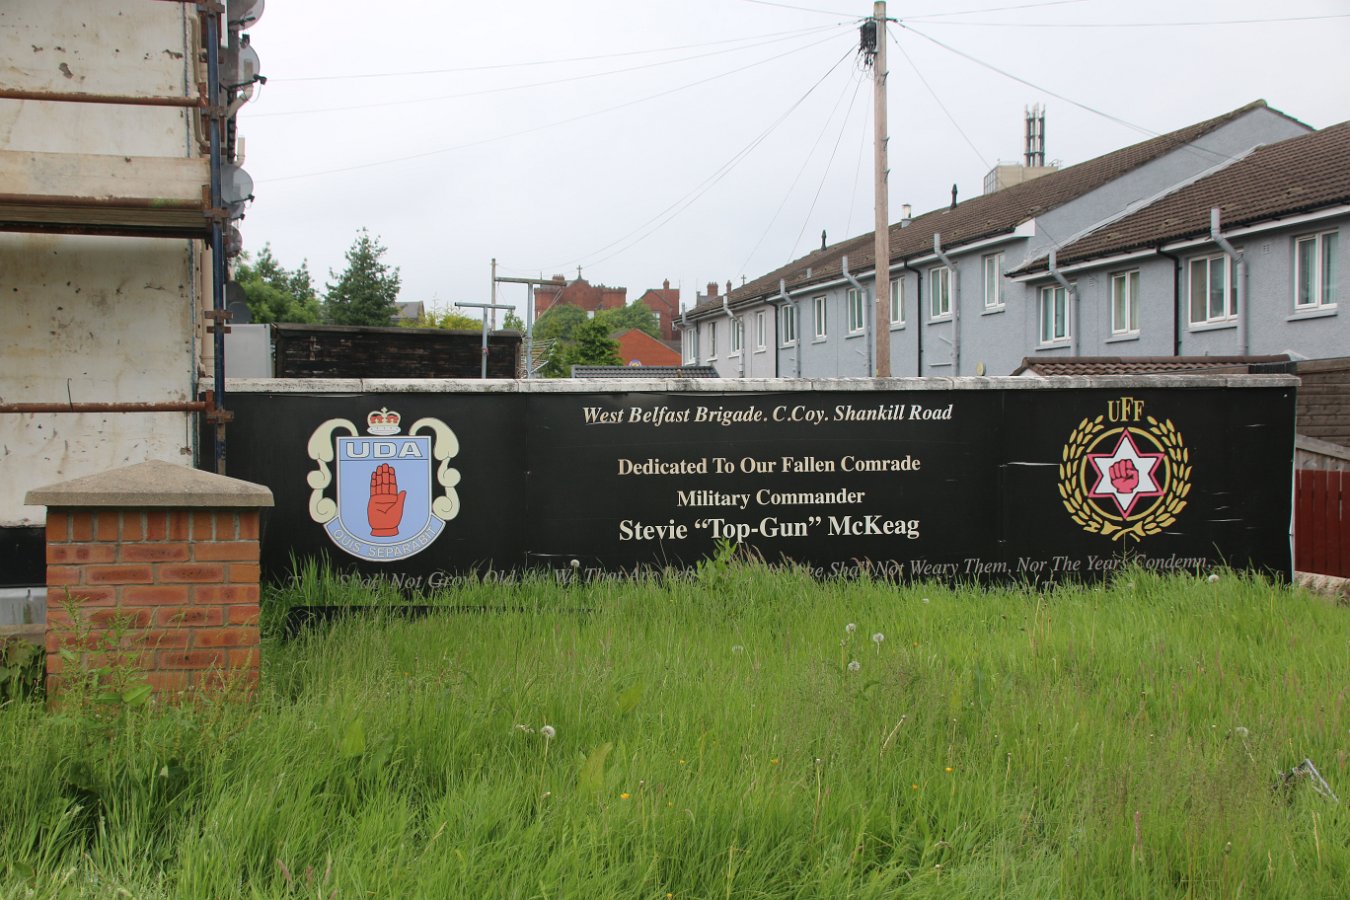 UDA
QUIS SEPARABIT
West Belfast Brigade. C.Coy. Shankill Road
Dedicated To Our Fallen Comrade
Military Commander
Stevie “Top-Gun” McKeag
UFF
Shall Not Grow Old, As We That Are Shall Not Weary Them, Nor The Years Condemn.